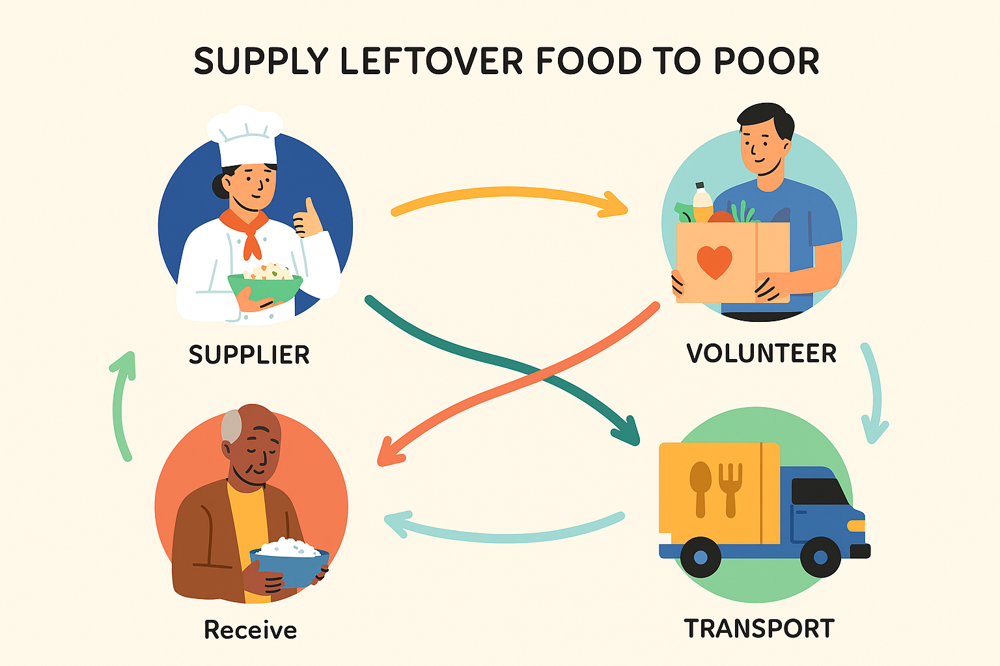 SUPPLY LEFTOVER FOOD TO POOR
SUPPLIER
VOLUNTEER
Receive
TRANSPORT